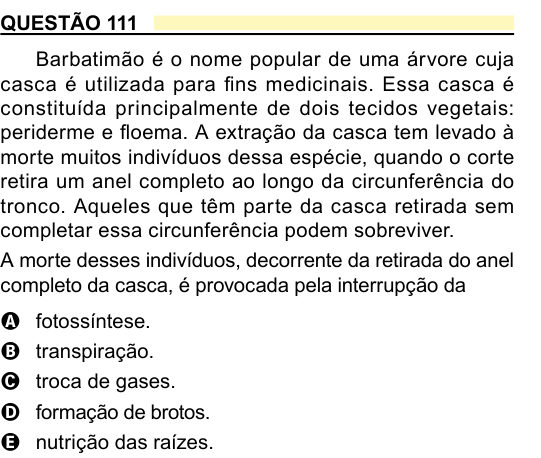 QUESTÃO 111
Barbatimão é o nome popular de uma árvore cuja
casca é utilizada para fins medicinais. Essa casca é
constituída principalmente de dois tecidos vegetais:
periderme e floema. A extração da casca tem levado à
morte muitos indivíduos dessa espécie, quando o corte
retira um anel completo ao longo da circunferência do
tronco. Aqueles que têm parte da casca retirada sem
completar essa circunferência podem sobreviver.
A morte desses indivíduos, decorrente da retirada do anel
completo da casca, é provocada pela interrupção da
A fotossíntese.
B transpiração.
C troca de gases.
D formação de brotos.
E nutrição das raízes.